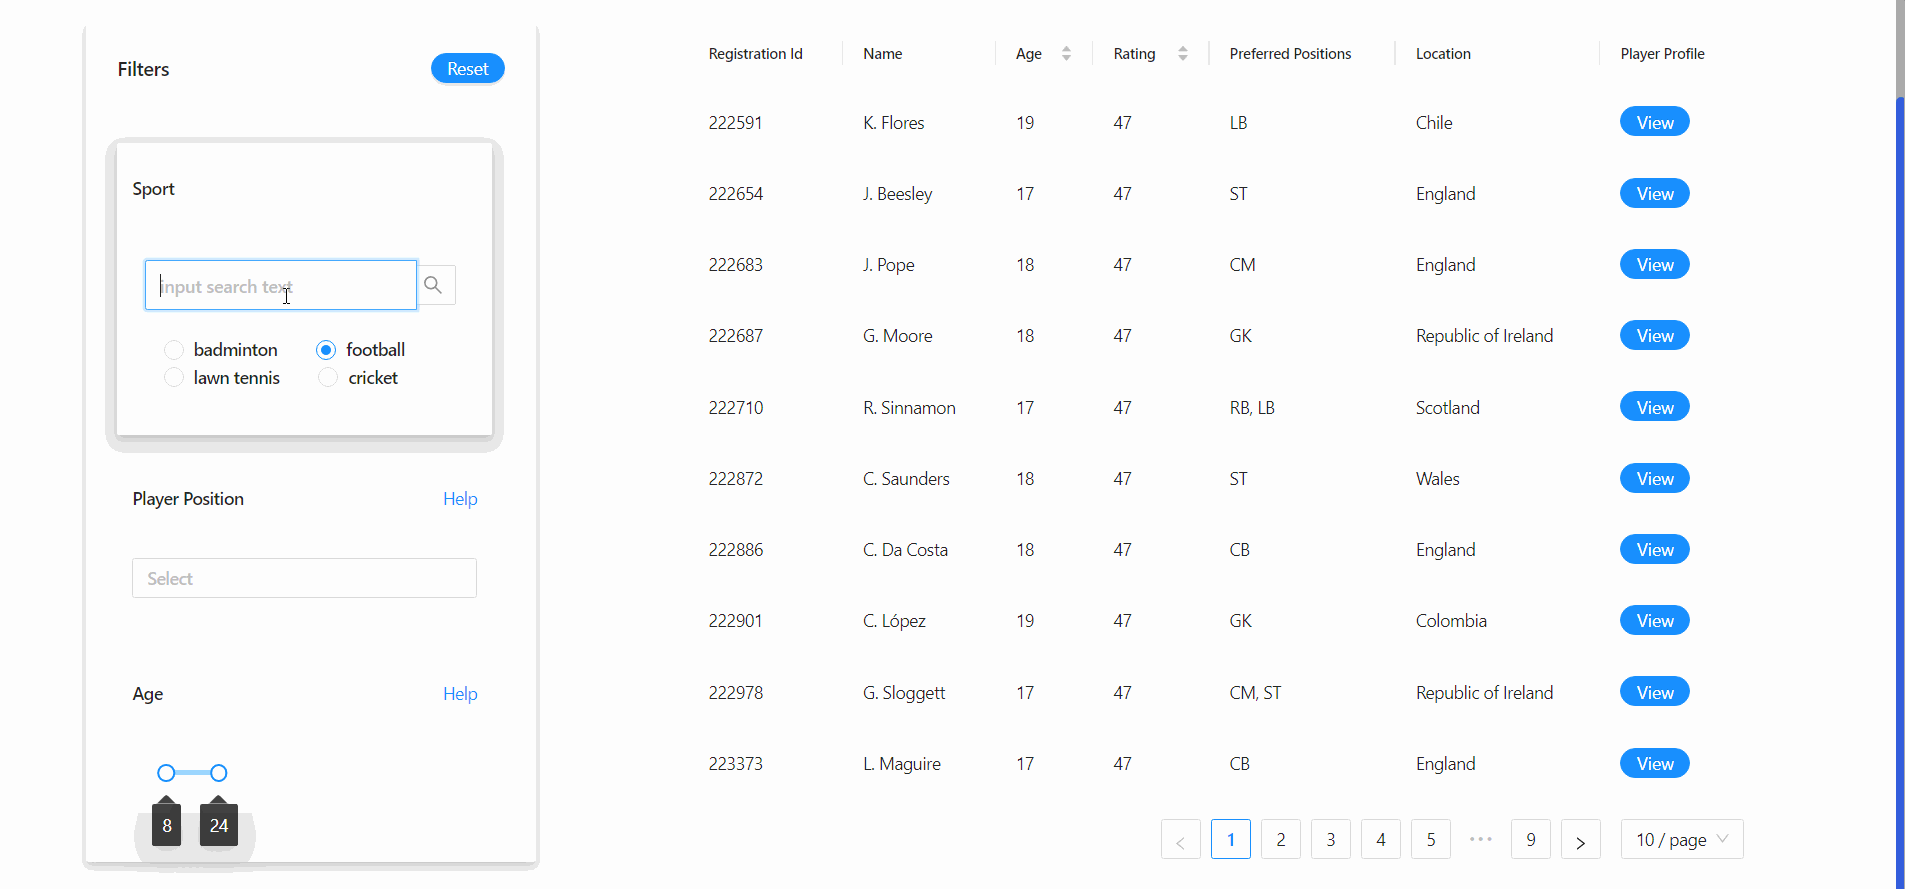 Filters
Reset
Sport
input search text
badminton football
lawn tennis cricket
Player Position Help
Select
Age Help
8 24
Registration Id Name Age Rating Preferred Positions Location Player Profile
222591 K. Flores 19 47 LB Chile View
222654 J. Beesley 17 47 ST England View
222683 J. Pope 18 47 CM England View
222687 G. Moore 18 47 GK Republic of Ireland View
222710 R. Sinnamon 17 47 RB, LB Scotland View
222872 C. Saunders 18 47 ST Wales View
222886 C. Da Costa 18 47 CB England View
222901 C. López 19 47 GK Colombia View
222978 G. Sloggett 17 47 CM, ST Republic of Ireland View
223373 L. Maguire 17 47 CB England View
< 1 2 3 4 5 ••• 9 > 10 / page